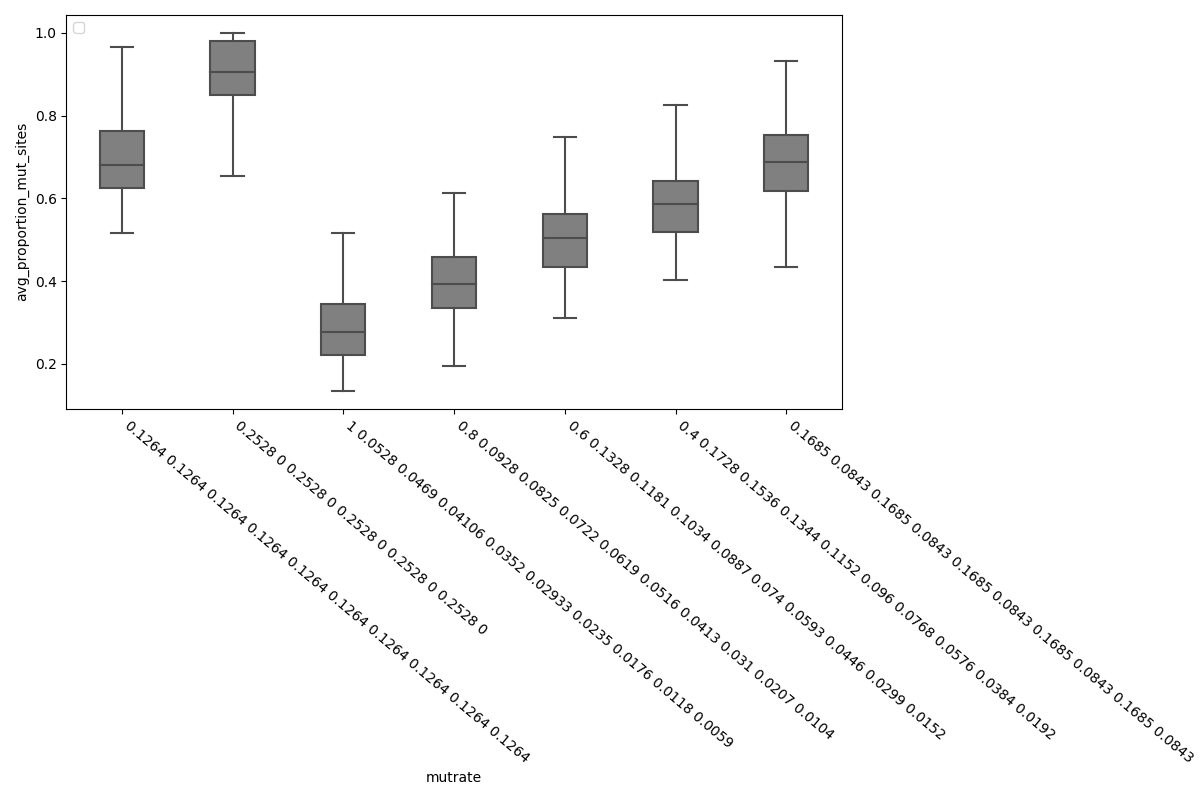 1.0
0.8
0.6
0.4
0.2
avg_proportion_mut_sites
0.1264 0.1264 0.1264 0.1264 0.1264 0.1264 0.1264 0.1264 0.1264 0.1264
0.2528 0 0.2528 0 0.2528 0 0.2528 0 0.2528 0
1 0.0528 0.0469 0.04106 0.0352 0.02933 0.0235 0.0176 0.0118 0.0059
0.8 0.0928 0.0825 0.0722 0.0619 0.0516 0.0413 0.031 0.0207 0.0104
0.6 0.1328 0.1181 0.1034 0.0887 0.074 0.0593 0.0446 0.0299 0.0152
0.4 0.1728 0.1536 0.1344 0.1152 0.096 0.0768 0.0576 0.0384 0.0192
0.1685 0.0843 0.1685 0.0843 0.1685 0.0843 0.1685 0.0843 0.1685 0.0843
mutrate